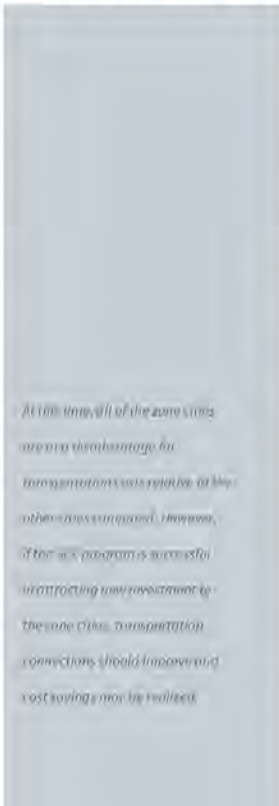 At this time, all of the zone cities
are at a disadvantage for
transportation costs relative to the
other cities compared. However,
if the program is successful
in attracting new investment to
the zone cities, transportation
connections should improve and
cost savings may be realized.